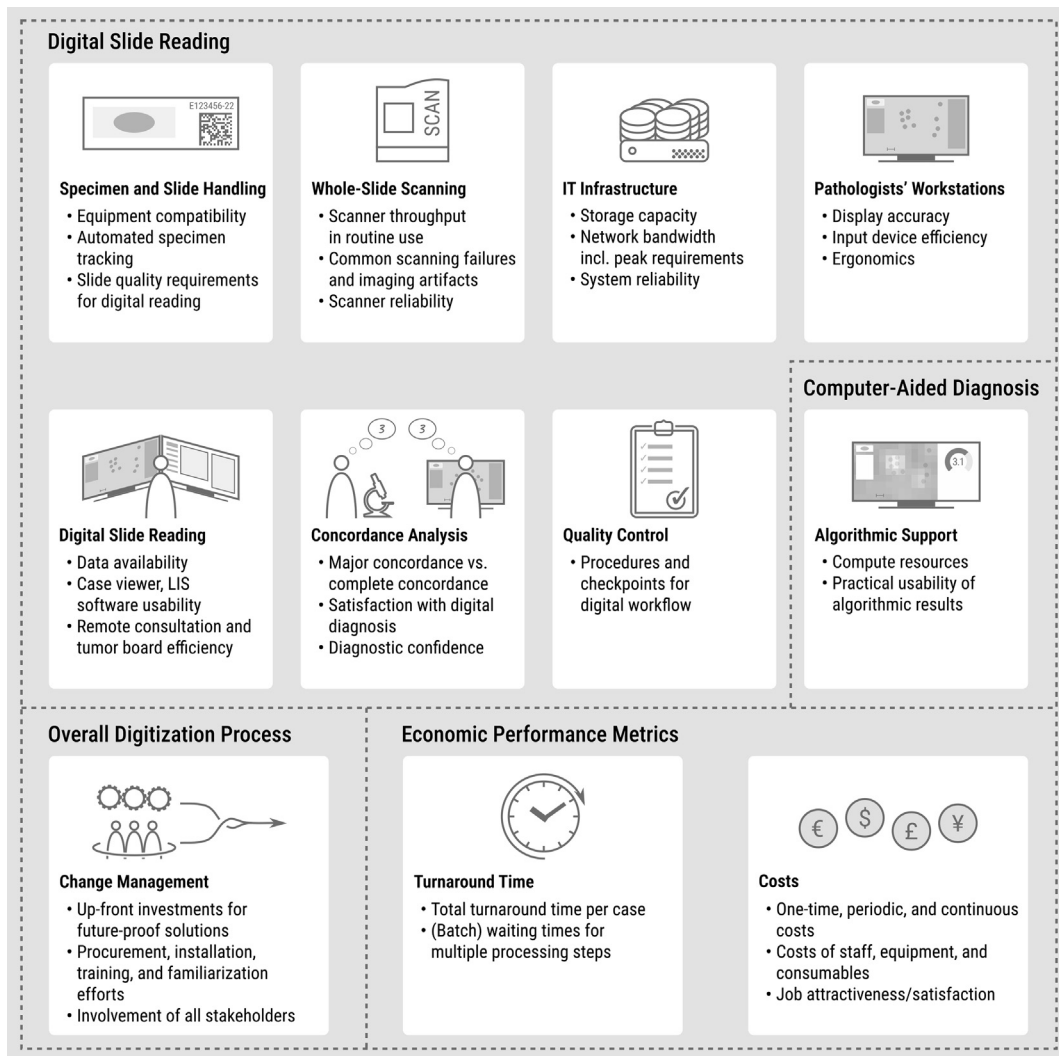 Digital Slide Reading
E123456-22
SCAN
Specimen and Slide Handling
• Equipment compatibility
• Automated specimen
tracking
• Slide quality requirements
for digital reading
Whole-Slide Scanning
• Scanner throughput
in routine use
• Common scanning failures
and imaging artifacts
• Scanner reliability
IT Infrastructure
• Storage capacity
• Network bandwidth
incl. peak requirements
• System reliability
Pathologists’ Workstations
• Display accuracy
• Input device efficiency
• Ergonomics
Computer-Aided Diagnosis
3
3
3.1
Digital Slide Reading
• Data availability
• Case viewer, LIS
software usability
• Remote consultation and
tumor board efficiency
Concordance Analysis
• Major concordance vs.
complete concordance
• Satisfaction with digital
diagnosis
• Diagnostic confidence
Quality Control
• Procedures and
checkpoints for
digital workflow
Algorithmic Support
• Compute resources
• Practical usability of
algorithmic results
Overall Digitization Process
Change Management
• Up-front investments for
future-proof solutions
• Procurement, installation,
training, and familiarization
efforts
• Involvement of all stakeholders
Economic Performance Metrics
Turnaround Time
• Total turnaround time per case
• (Batch) waiting times for
multiple processing steps
€ $ £ ¥
Costs
• One-time, periodic, and continuous
costs
• Costs of staff, equipment, and
consumables
• Job attractiveness/satisfaction